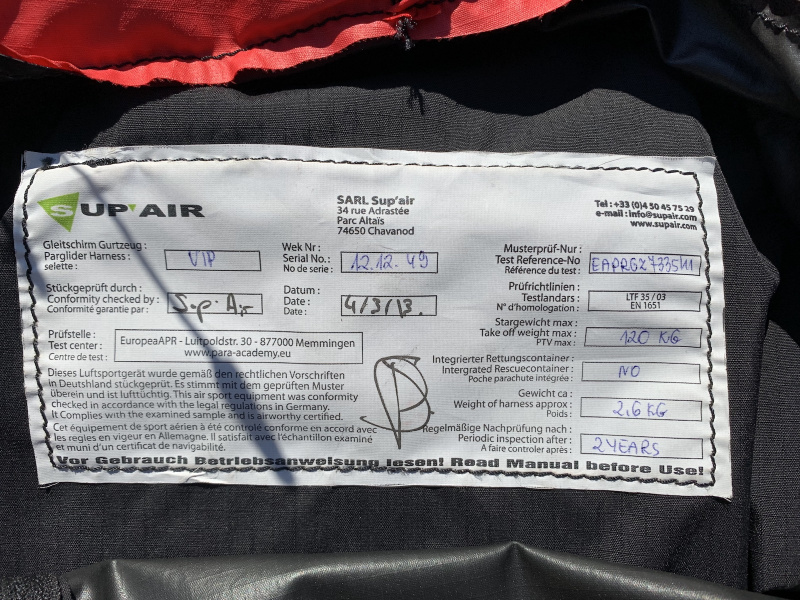 SUP'AIR
SARL Sup'air
34 rue Adrastée
Parc Altaïs
74650 Chavanod
Tel : +33 (0)4 50 45 75 29
e-mail : info@supair.com
www.supair.com
Gleitschirm Gurtzeug :
Parglider Harness :
selette :
VIP
Wek Nr :
Serial No. :
No de serie :
12.12.49
Musterprüf-Nur :
Test Reference-No
Référence du test :
Stückgeprüft durch :
Conformity checked by :
Conformité garantie par :
Sup Air
Datum :
Date :
Date :
4/3/13.
Prüfrichtlinien :
Testlandars :
N° d'homologation :
LTF 35 / 03
EN 1651
Prüfstelle :
Test center :
Centre de test :
EuropeaAPR - Luitpoldstr. 30 - 877000 Memmingen
www.para-academy.eu
Stargewicht max :
Take off weight max :
PTV max :
120 KG
Integrierter Rettungscontainer :
Intergrated Rescuecontainer :
Poche parachute intégrée :
NO
Gewicht ca :
Weight of harness approx :
Poids :
2,6 KG
Regelmäßige Nachprüfung nach :
Periodic inspection after :
A faire controler après :
2 YEARS
Dieses Luftsportgerät wurde gemäß den rechtlichen Vorschriften
in Deutschland stückgeprüft. Es stimmt mit dem geprüften Muster
überein und ist lufttüchtig. This air sport equipment was conformity
checked in accordance with the legal regulations in Germany.
It Complies with the examined sample and is airworthy certified.
Cet équipement de sport aérien à été controlé conforme en accord avec
les règles en vigeur en Allemagne. Il satisfait avec l'échantillon examiné
et muni d'un certificat de navigabilité.
Vor Gebrauch Betriebsanweisung lesen! Read Manual before Use!